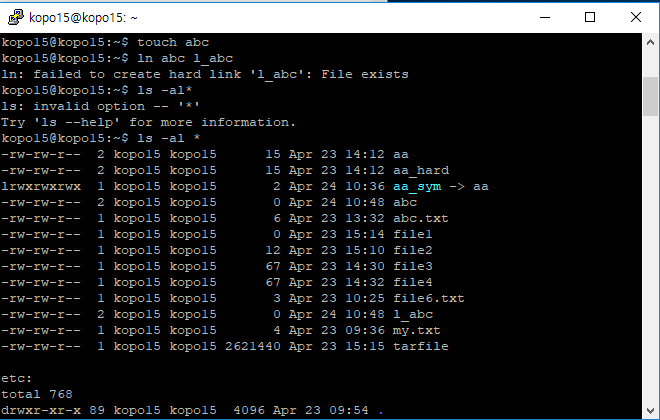 kopo15@kopo15: ~
kopo15@kopo15:~$ touch abc
kopo15@kopo15:~$ ln abc l_abc
ln: failed to create hard link 'l_abc': File exists
kopo15@kopo15:~$ ls -al*
ls: invalid option -- '*'
Try 'ls --help' for more information.
kopo15@kopo15:~$ ls -al *
-rw-rw-r--  2 kopo15 kopo15      15 Apr 23 14:12 aa
-rw-rw-r--  2 kopo15 kopo15      15 Apr 23 14:12 aa_hard
lrwxrwxrwx  1 kopo15 kopo15       2 Apr 24 10:36 aa_sym -> aa
-rw-rw-r--  2 kopo15 kopo15       0 Apr 24 10:48 abc
-rw-rw-r--  1 kopo15 kopo15       6 Apr 23 13:32 abc.txt
-rw-rw-r--  1 kopo15 kopo15       0 Apr 23 15:14 file1
-rw-rw-r--  1 kopo15 kopo15      12 Apr 23 15:10 file2
-rw-rw-r--  1 kopo15 kopo15      67 Apr 23 14:30 file3
-rw-rw-r--  1 kopo15 kopo15      67 Apr 23 14:32 file4
-rw-rw-r--  1 kopo15 kopo15       3 Apr 23 10:25 file6.txt
-rw-rw-r--  2 kopo15 kopo15       0 Apr 24 10:48 l_abc
-rw-rw-r--  1 kopo15 kopo15       4 Apr 23 09:36 my.txt
-rw-rw-r--  1 kopo15 kopo15 2621440 Apr 23 15:15 tarfile
etc:
total 768
drwxr-xr-x 89 kopo15 kopo15  4096 Apr 23 09:54 .